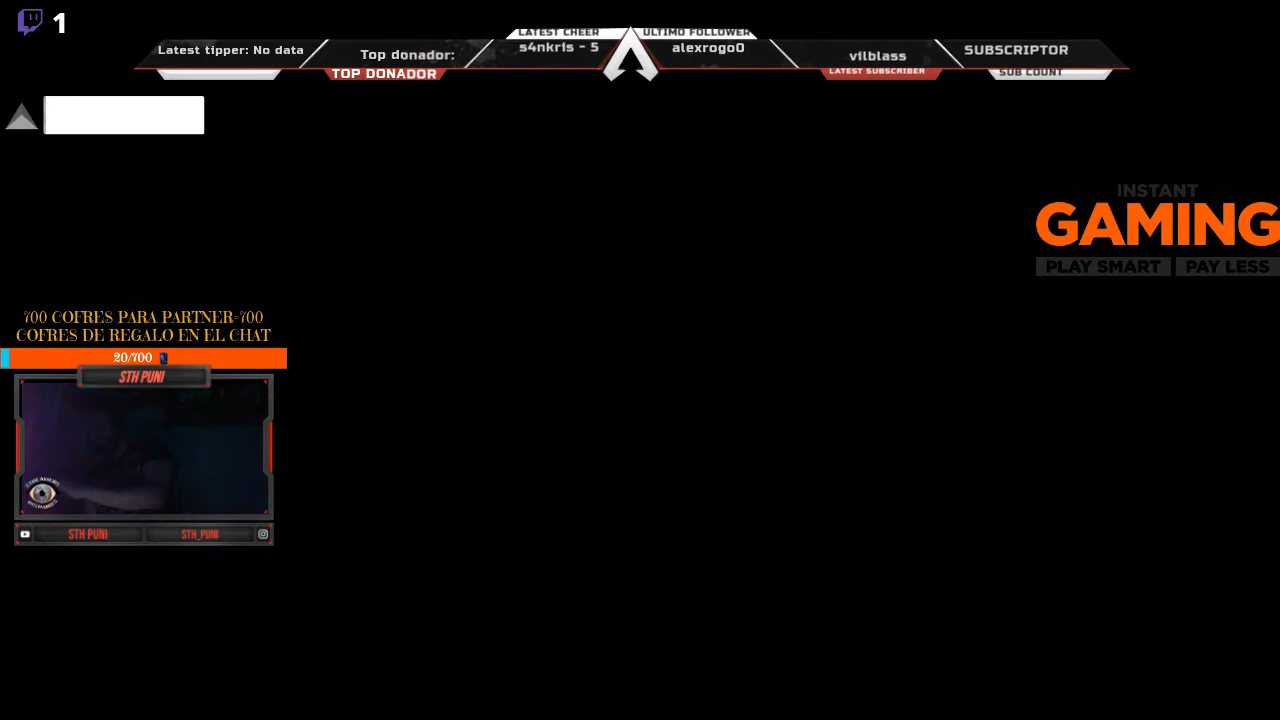 1
LATEST CHEER
ULTIMO FOLLOWER
Latest tipper: No data
Top donador:
s4nkris - 5
alexrogo0
vilblass
SUBSCRIPTOR
TOP DONADOR
LATEST SUBSCRIBER
SUB COUNT
INSTANT
GAMING
PLAY SMART
PAY LESS
700 COFRES PARA PARTNER=700
COFRES DE REGALO EN EL CHAT
20/700
STH PUNI
STH PUNI
STH_PUNI